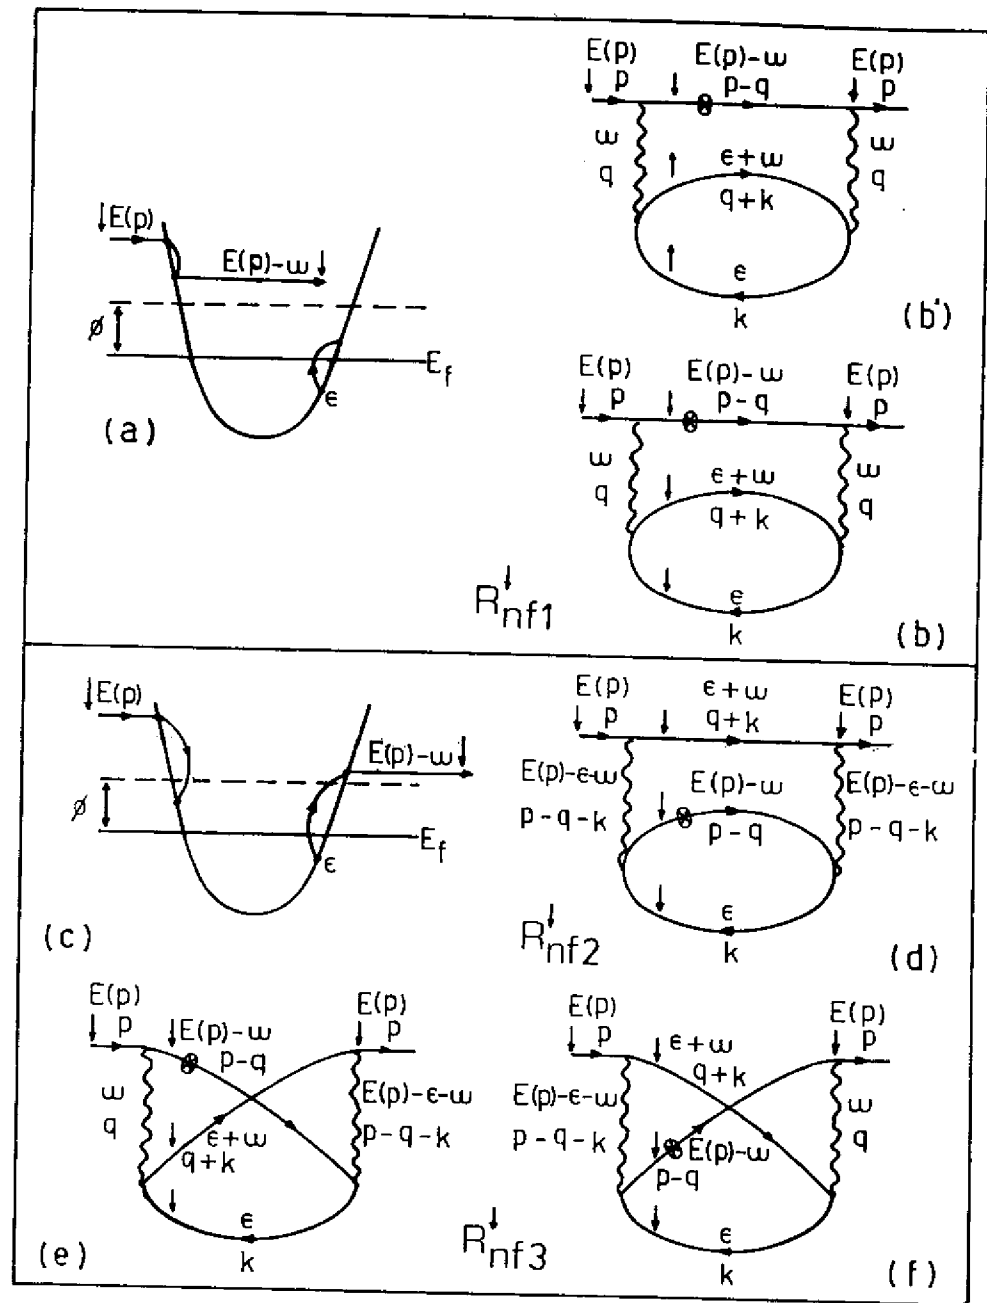 E(p)
E(p)-ω
ϕ
E_f
ϵ
(a)
E(p)
p
E(p)-ω
p-q
E(p)
p
ω
q
ϵ+ω
q+k
ω
q
ϵ
k
(b')
E(p)
p
E(p)-ω
p-q
E(p)
p
ω
q
ϵ+ω
q+k
ω
q
ϵ
k
R↓nf1
(b)
E(p)
E(p)-ω
ϕ
E_f
ϵ
(c)
E(p)
p
ϵ+ω
q+k
E(p)
p
E(p)-ϵ-ω
p-q-k
E(p)-ω
p-q
E(p)-ϵ-ω
p-q-k
ϵ
k
R↓nf2
(d)
E(p)
p
E(p)-ω
p-q
E(p)
p
ω
q
ϵ+ω
q+k
E(p)-ϵ-ω
p-q-k
ϵ
k
(e)
R↓nf3
E(p)
p
ϵ+ω
q+k
E(p)
p
E(p)-ϵ-ω
p-q-k
E(p)-ω
p-q
ω
q
ϵ
k
(f)